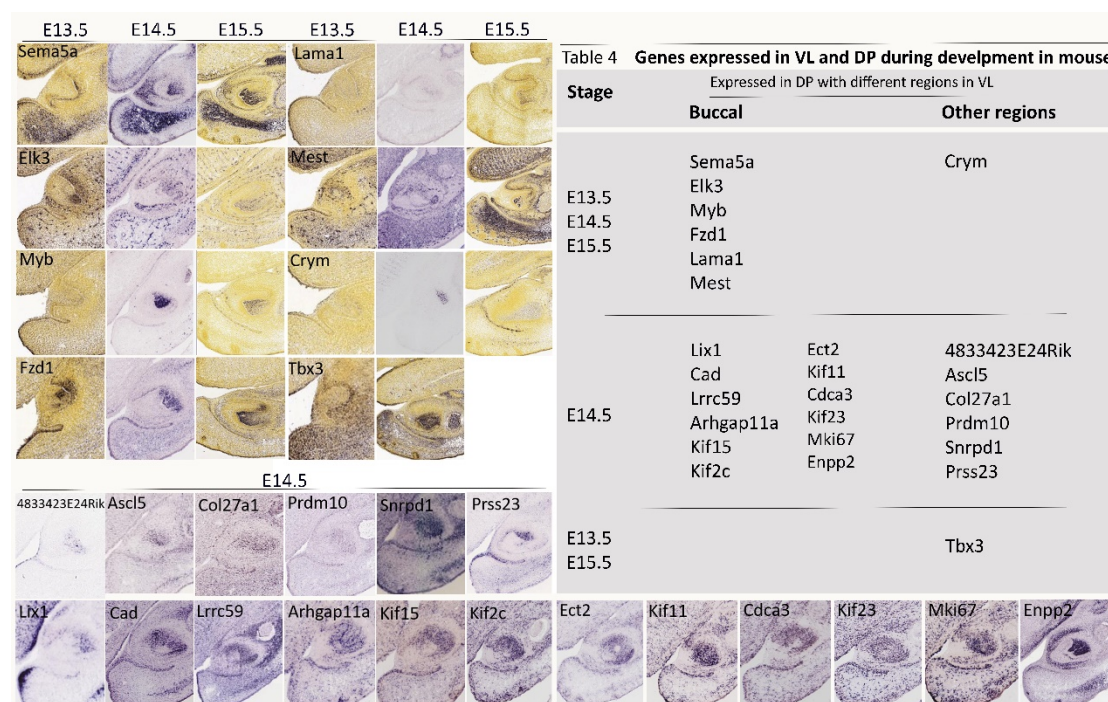 E13.5 E14.5 E15.5 E13.5 E14.5 E15.5
Sema5a Lama1
Elk3 Mest
Myb Crym
Fzd1 Tbx3
E14.5
4833423E24Rik Ascl5 Col27a1 Prdm10 Snrpd1 Prss23
Lix1 Cad Lrrc59 Arhgap11a Kif15 Kif2c Ect2 Kif11 Cdca3 Kif23 Mki67 Enpp2
Table 4 Genes expressed in VL and DP during develpment in mouse
Expressed in DP with different regions in VL
Stage
Buccal Other regions
Sema5a Crym
Elk3
E13.5 Myb
E14.5 Fzd1
E15.5 Lama1
Mest
Lix1 Ect2 4833423E24Rik
Cad Kif11 Ascl5
Lrrc59 Cdca3 Col27a1
E14.5 Arhgap11a Kif23 Prdm10
Kif15 Mki67 Snrpd1
Kif2c Enpp2 Prss23
E13.5
Tbx3
E15.5